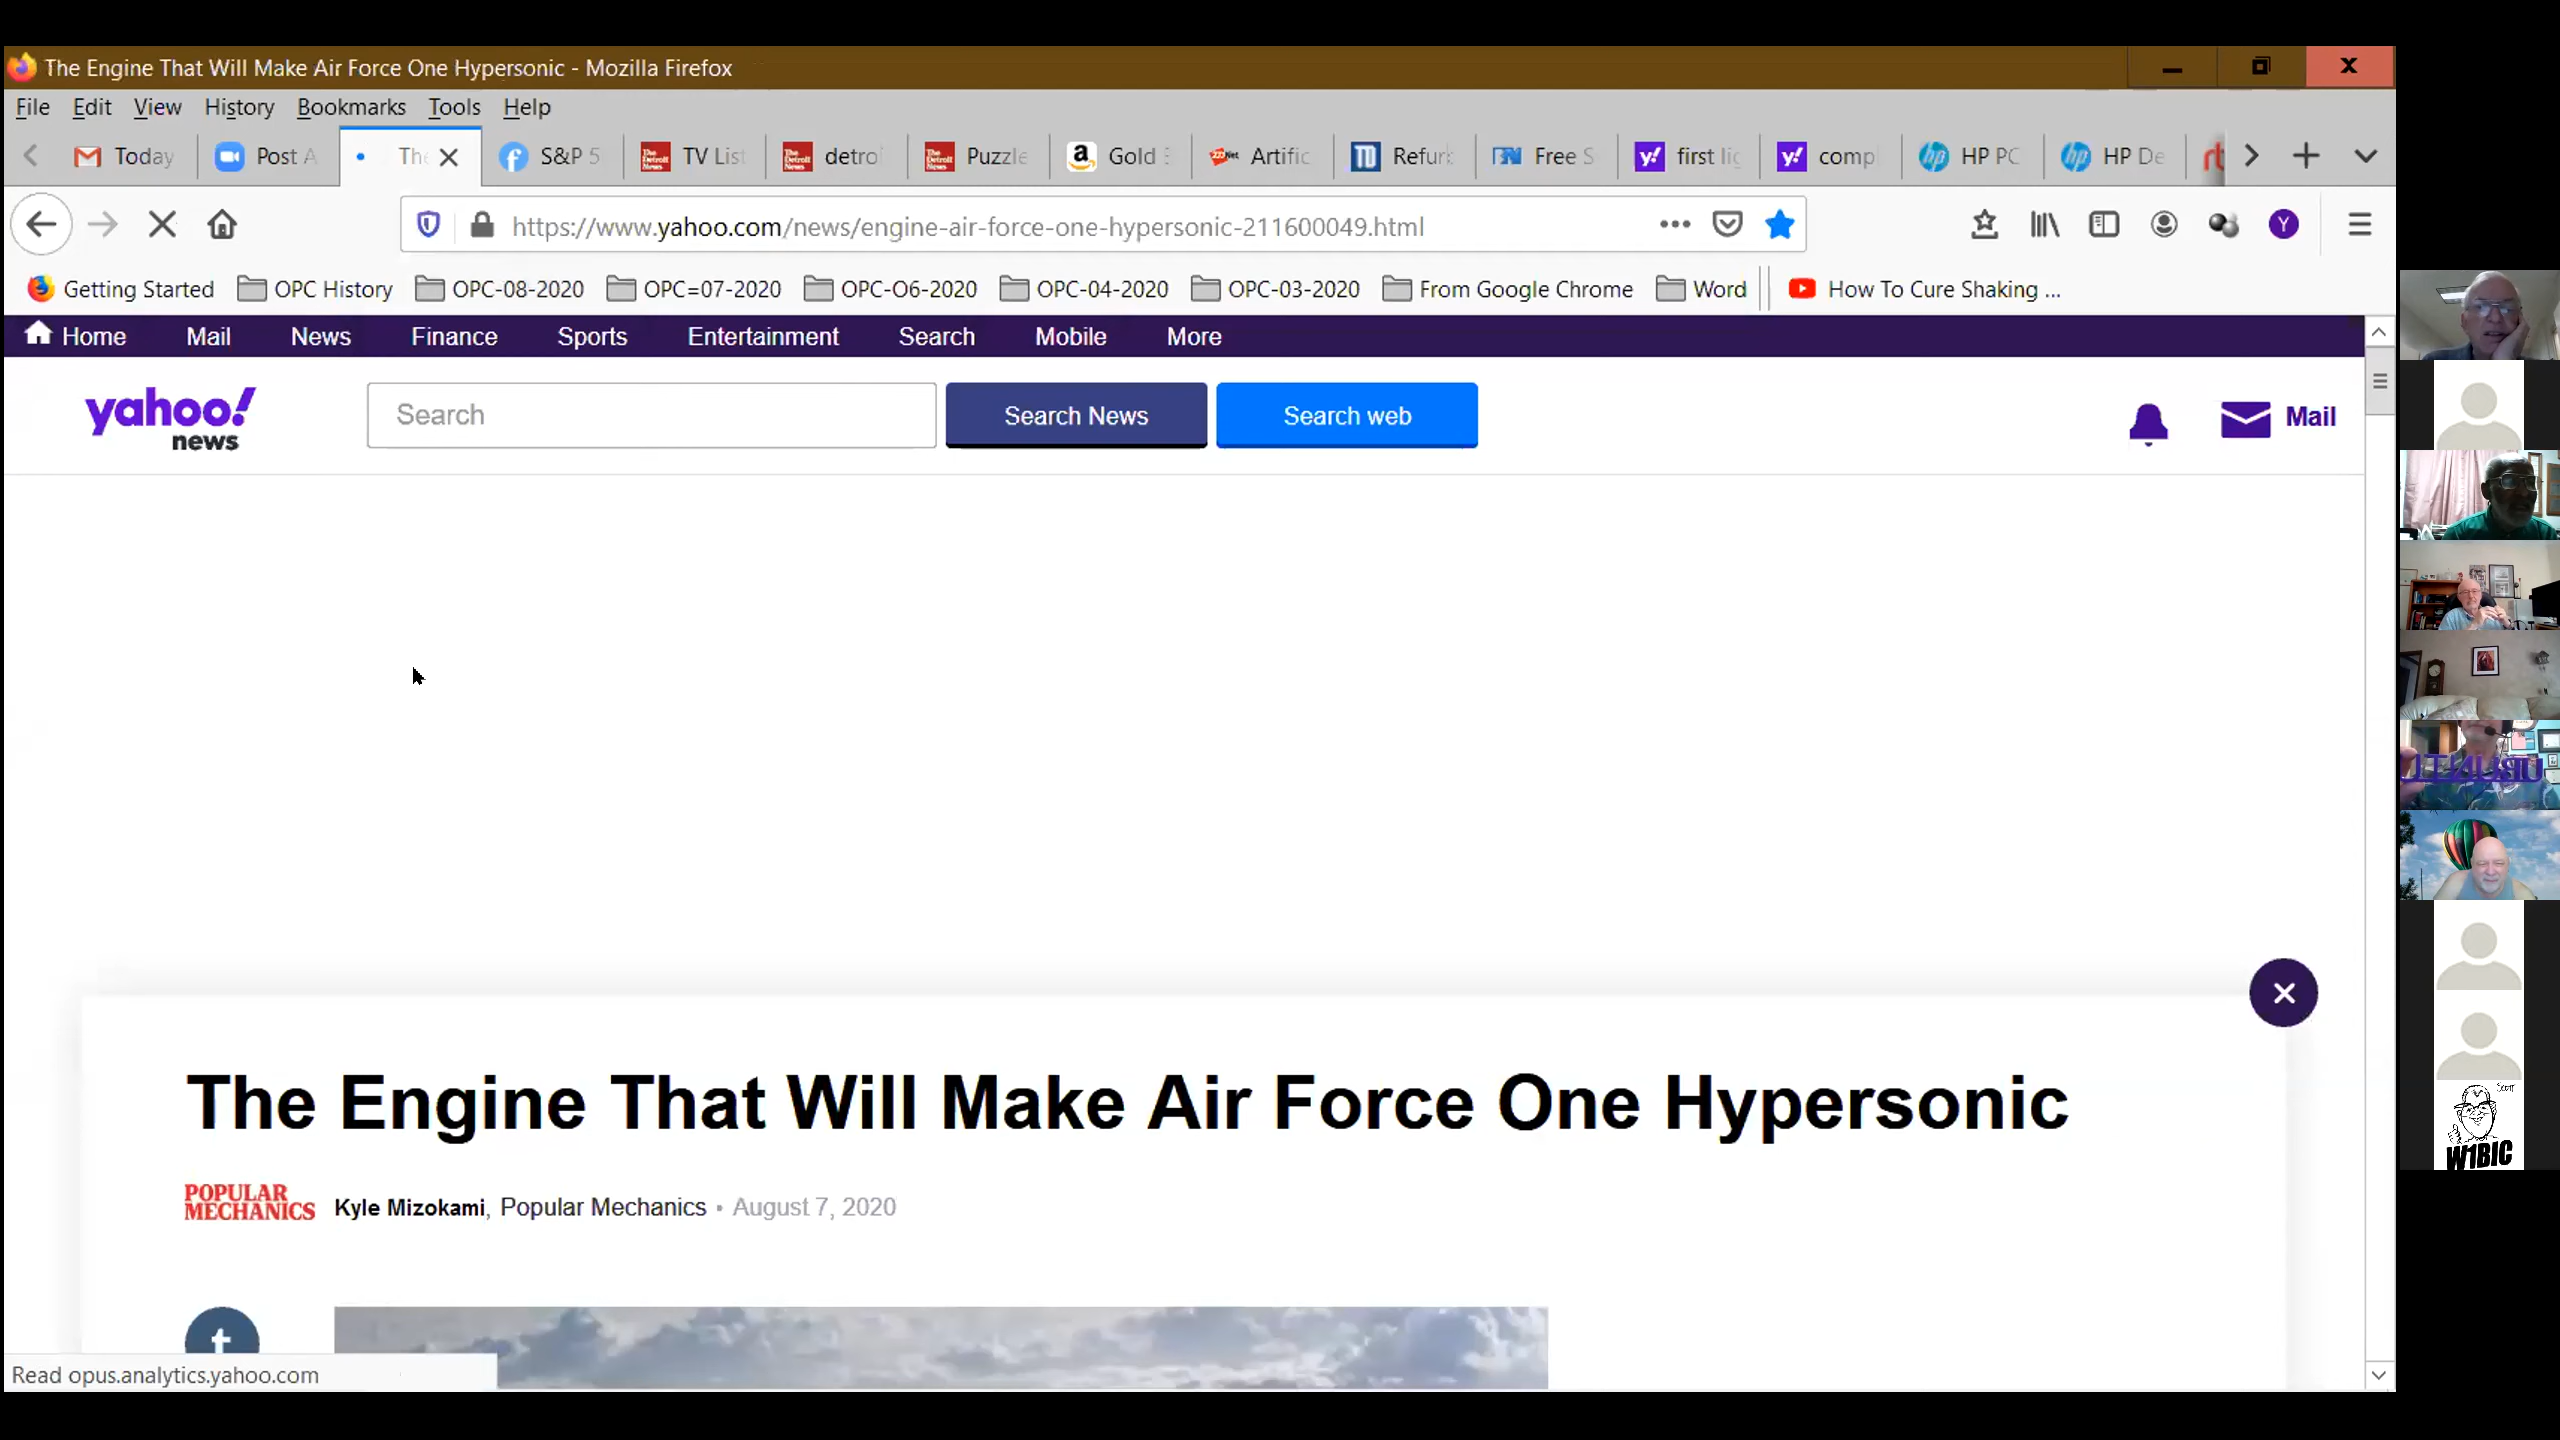 The Engine That Will Make Air Force One Hypersonic - Mozilla Firefox
File Edit View History Bookmarks Tools Help
Today Post A The S&P 5 TV List detro Puzzle Gold Artific Refurb Free S first lig comp HP PC HP De
https://www.yahoo.com/news/engine-air-force-one-hypersonic-211600049.html
Y
Getting Started OPC History OPC-08-2020 OPC=07-2020 OPC-O6-2020 OPC-04-2020 OPC-03-2020 From Google Chrome Word How To Cure Shaking ...
Home Mail News Finance Sports Entertainment Search Mobile More
yahoo!
news
Search Search News Search web Mail
The Engine That Will Make Air Force One Hypersonic
POPULAR
MECHANICS
Kyle Mizokami, Popular Mechanics • August 7, 2020
t
Read opus.analytics.yahoo.com
Scott
W1BIC